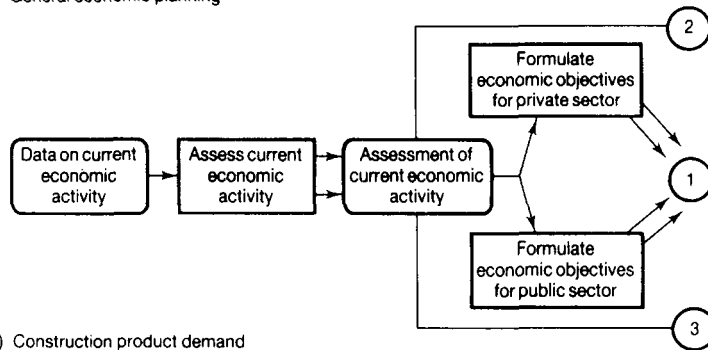 General economic planning
2
Formulate
economic objectives
for private sector
Data on current
economic
activity
Assess current
economic
activity
Assessment of
current economic
activity
1
Formulate
economic objectives
for public sector
3
) Construction product demand